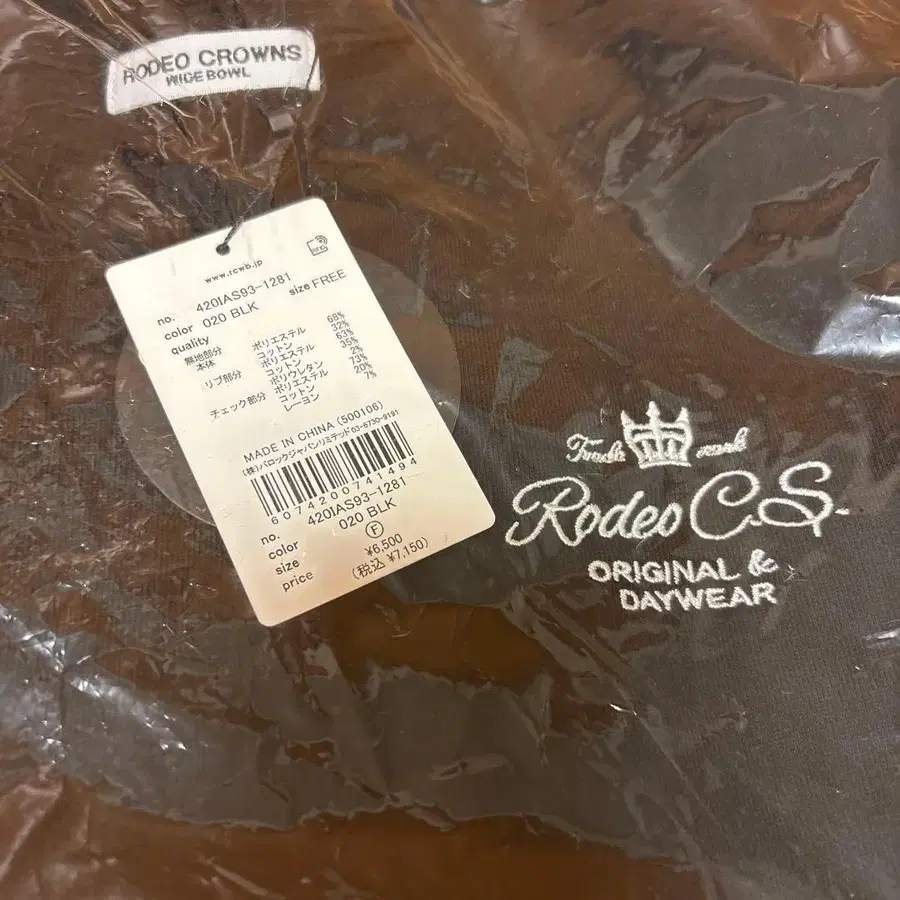 RODEO CROWNS
WIDE BOWL
RFID
www.rcwb.jp
no. 420IAS93-1281
color 020 BLK size FREE
quality
無地部分
本体 ポリエステル 68%
コットン 32%
リブ部分 ポリエステル 63%
コットン 35%
ポリウレタン 2%
チェック部分 ポリエステル 73%
コットン 20%
レーヨン 7%
MADE IN CHINA (500106)
(株)バロックジャパンリミテッド03-6730-9191
6074200741494
no. 420IAS93-1281
color 020 BLK
size F
price ¥6,500
(税込 ¥7,150)
Trade mark
Rodeo C.S.
ORIGINAL &
DAYWEAR